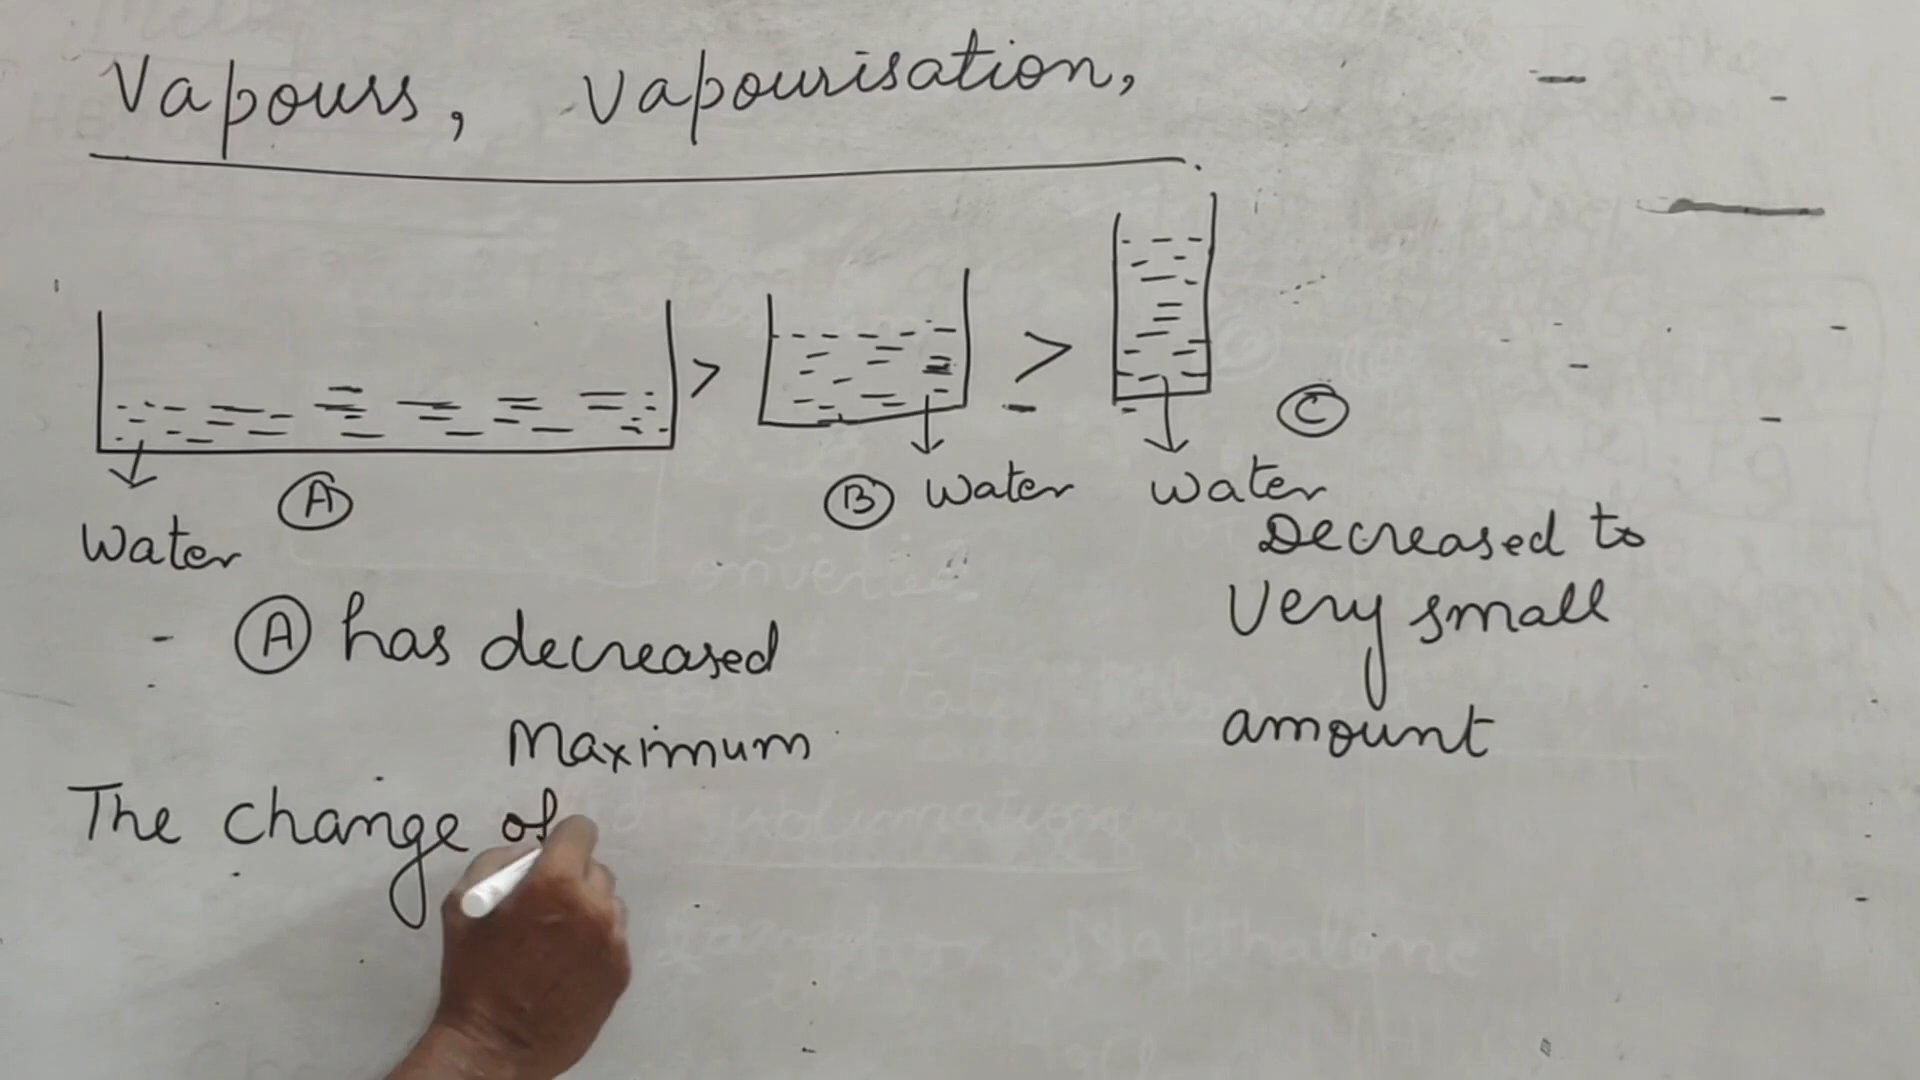 Vapours, Vapourisation,
> >
Water A B Water Water C
Decreased to
A has decreased Very small
Maximum amount
The change of